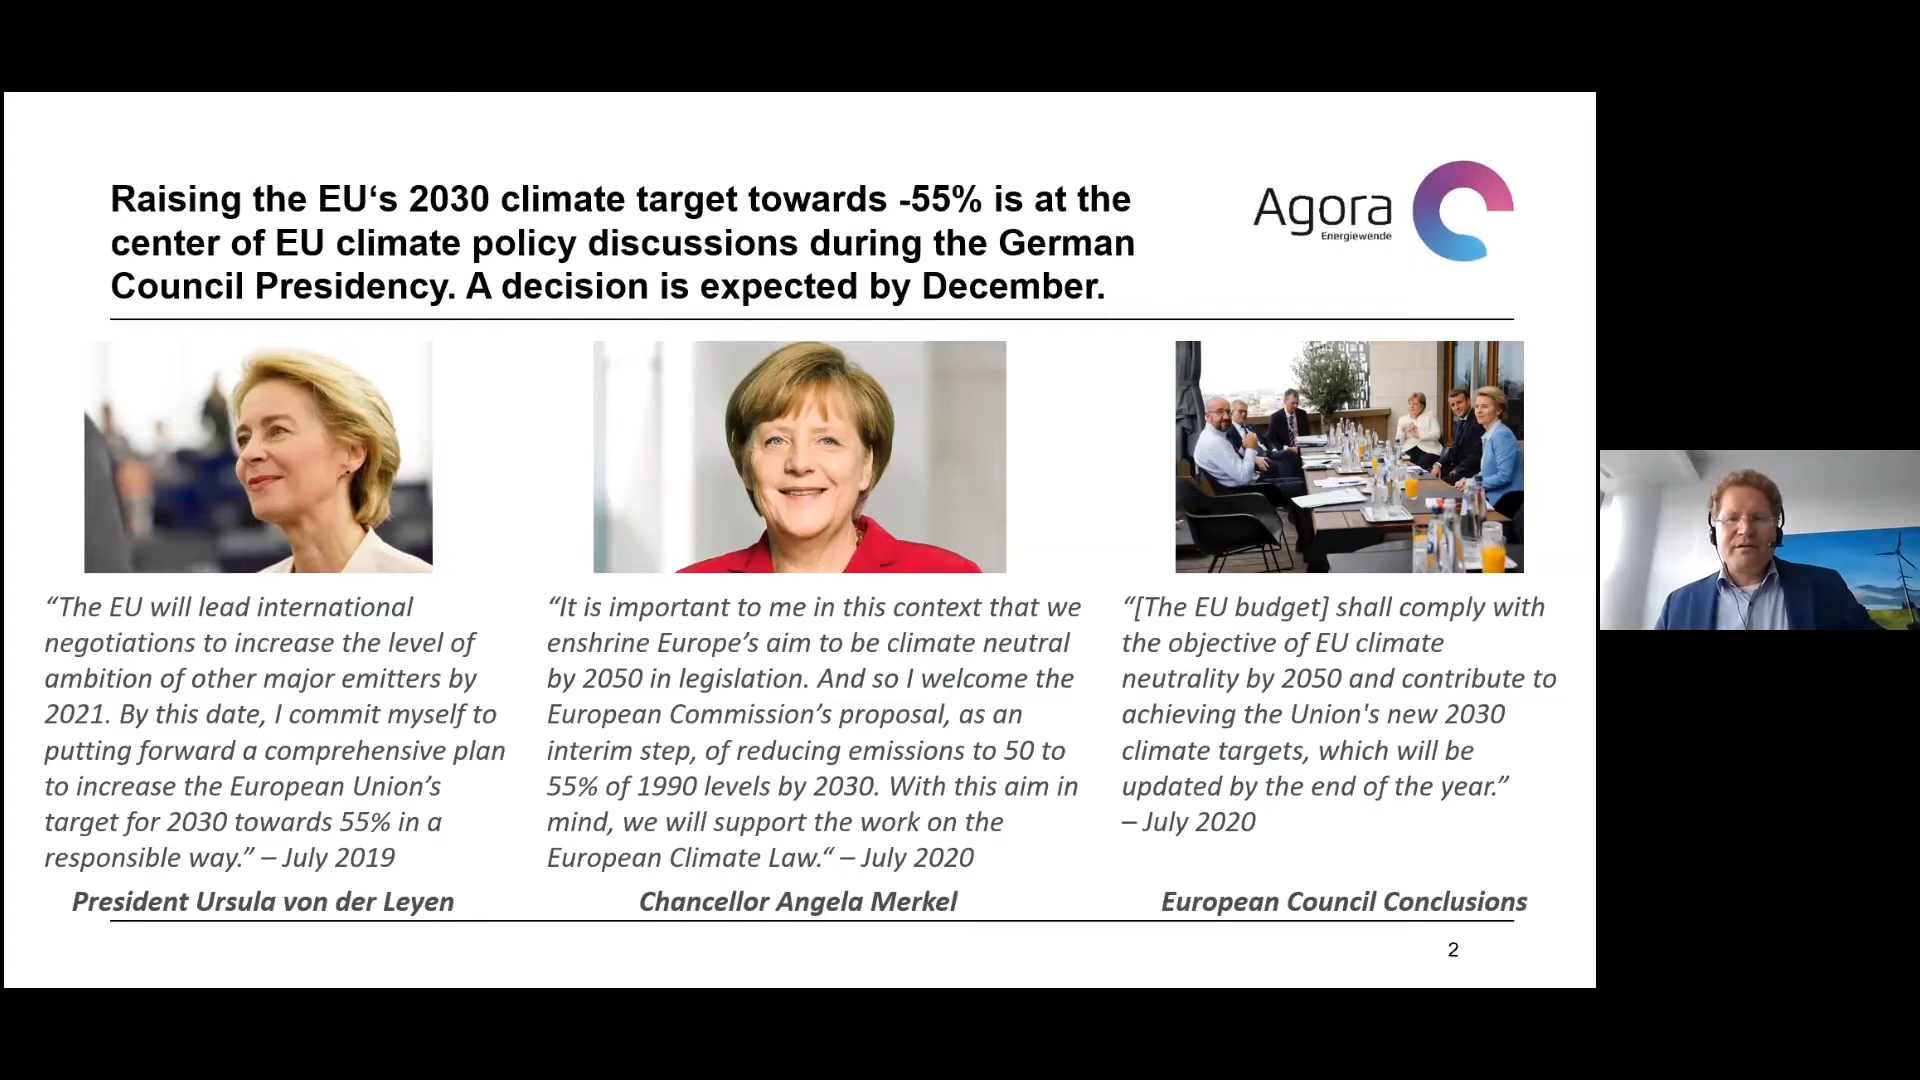 Raising the EU‘s 2030 climate target towards -55% is at the
center of EU climate policy discussions during the German
Council Presidency. A decision is expected by December.
Agora
Energiewende
“The EU will lead international
negotiations to increase the level of
ambition of other major emitters by
2021. By this date, I commit myself to
putting forward a comprehensive plan
to increase the European Union’s
target for 2030 towards 55% in a
responsible way.” – July 2019
President Ursula von der Leyen
“It is important to me in this context that we
enshrine Europe’s aim to be climate neutral
by 2050 in legislation. And so I welcome the
European Commission’s proposal, as an
interim step, of reducing emissions to 50 to
55% of 1990 levels by 2030. With this aim in
mind, we will support the work on the
European Climate Law.“ – July 2020
Chancellor Angela Merkel
“[The EU budget] shall comply with
the objective of EU climate
neutrality by 2050 and contribute to
achieving the Union's new 2030
climate targets, which will be
updated by the end of the year.”
– July 2020
European Council Conclusions
2